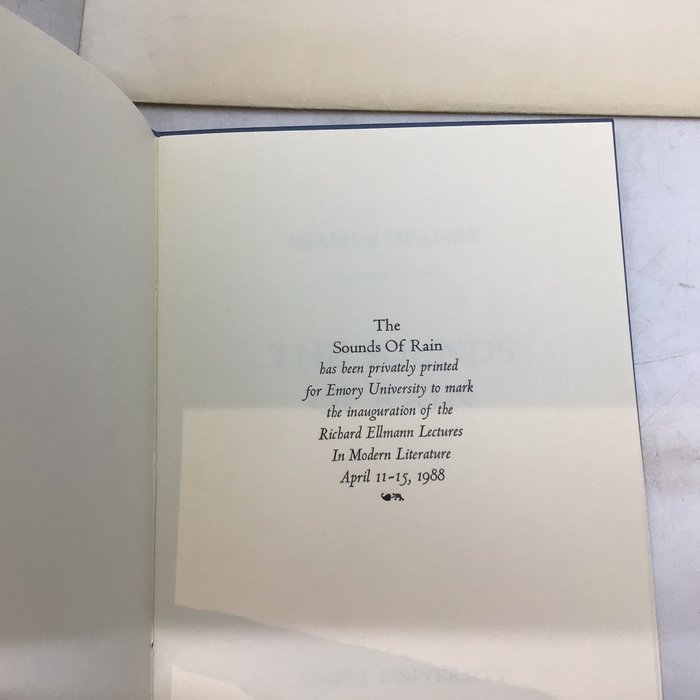 The
Sounds Of Rain
has been privately printed
for Emory University to mark
the inauguration of the
Richard Ellmann Lectures
In Modern Literature
April 11-15, 1988